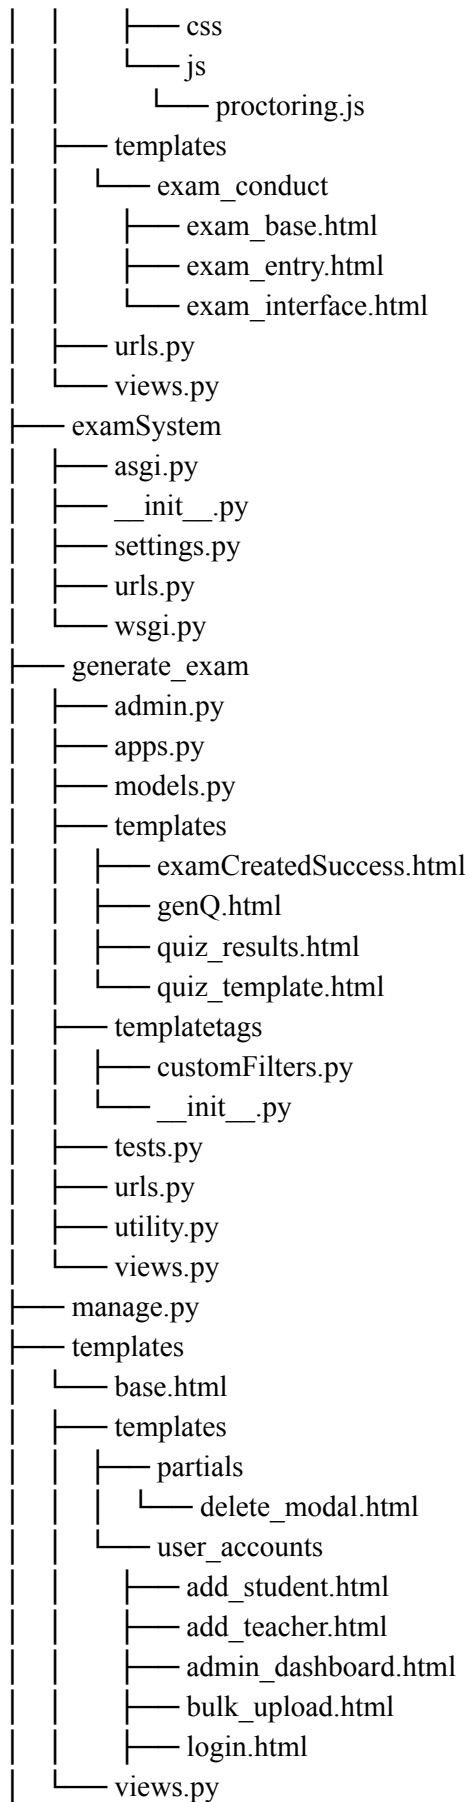 │   │       ├── css
│   │       └── js
│   │           └── proctoring.js
│   ├── templates
│   │   └── exam_conduct
│   │       ├── exam_base.html
│   │       ├── exam_entry.html
│   │       └── exam_interface.html
│   ├── urls.py
│   └── views.py
├── examSystem
│   ├── asgi.py
│   ├── __init__.py
│   ├── settings.py
│   ├── urls.py
│   └── wsgi.py
├── generate_exam
│   ├── admin.py
│   ├── apps.py
│   ├── models.py
│   ├── templates
│   │   ├── examCreatedSuccess.html
│   │   ├── genQ.html
│   │   ├── quiz_results.html
│   │   └── quiz_template.html
│   ├── templatetags
│   │   ├── customFilters.py
│   │   └── __init__.py
│   ├── tests.py
│   ├── urls.py
│   ├── utility.py
│   └── views.py
├── manage.py
├── templates
│   └── base.html
│   ├── templates
│   │   ├── partials
│   │   │   └── delete_modal.html
│   │   └── user_accounts
│   │       ├── add_student.html
│   │       ├── add_teacher.html
│   │       ├── admin_dashboard.html
│   │       ├── bulk_upload.html
│   │       ├── login.html
│   └── views.py